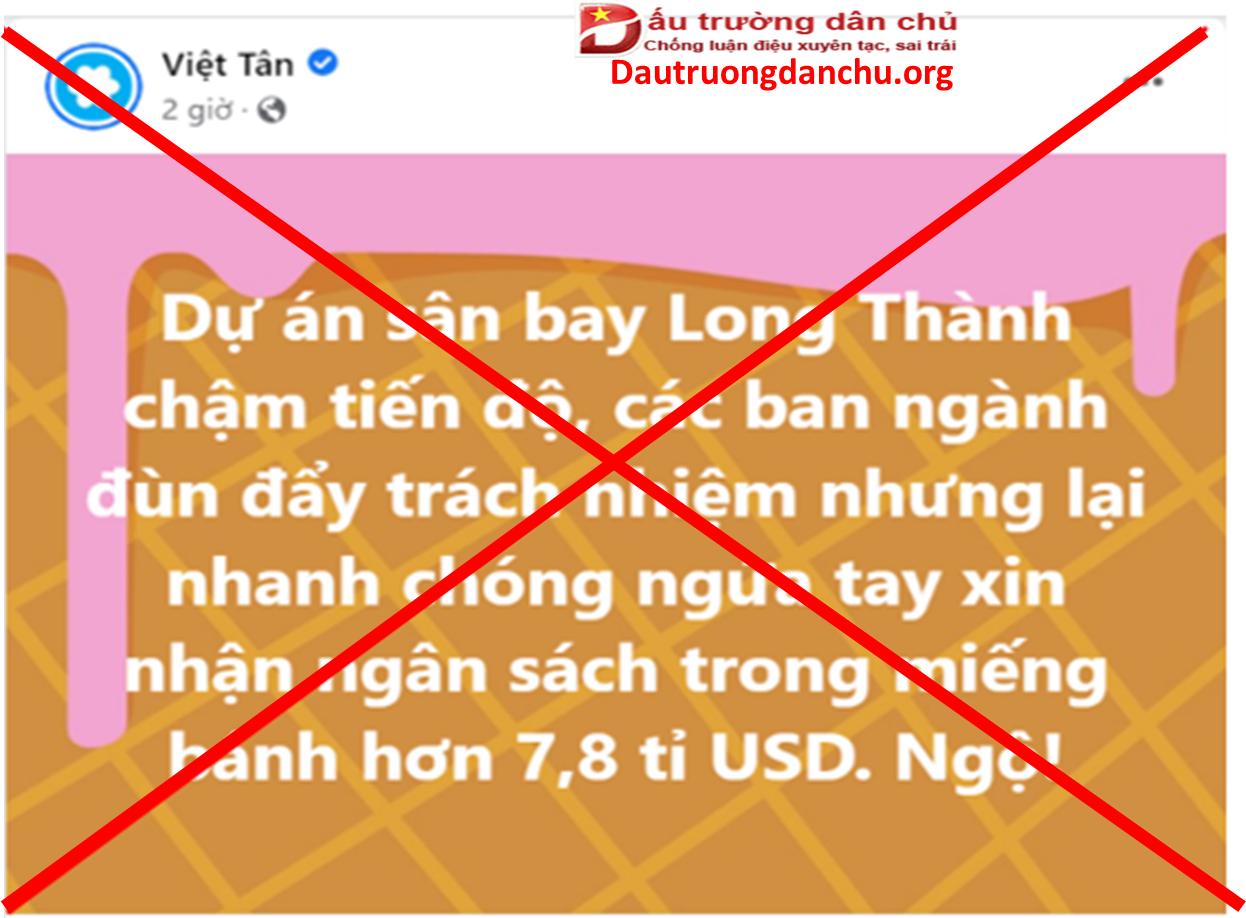 ấu trường dân chủ
Chống luận điệu xuyên tạc, sai trái
Dautruongdanchu.org
Việt Tân
2 giờ ·
Dự án sân bay Long Thành
chậm tiến độ, các ban ngành
đùn đẩy trách nhiệm nhưng lại
nhanh chóng ngửa tay xin
nhận ngân sách trong miếng
bánh hơn 7,8 tỉ USD. Ngộ!